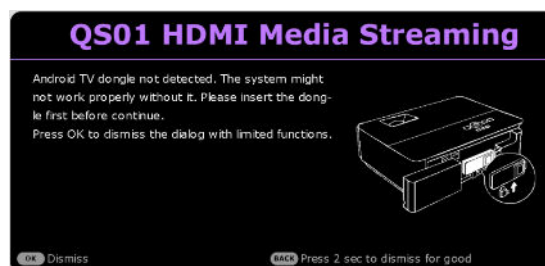 QS01 HDMI Media Streaming
Android TV dongle not detected. The system might
not work properly without it. Please insert the dong-
le first before continue.
Press OK to dismiss the dialog with limited functions.
OK Dismiss
BACK Press 2 sec to dismiss for good